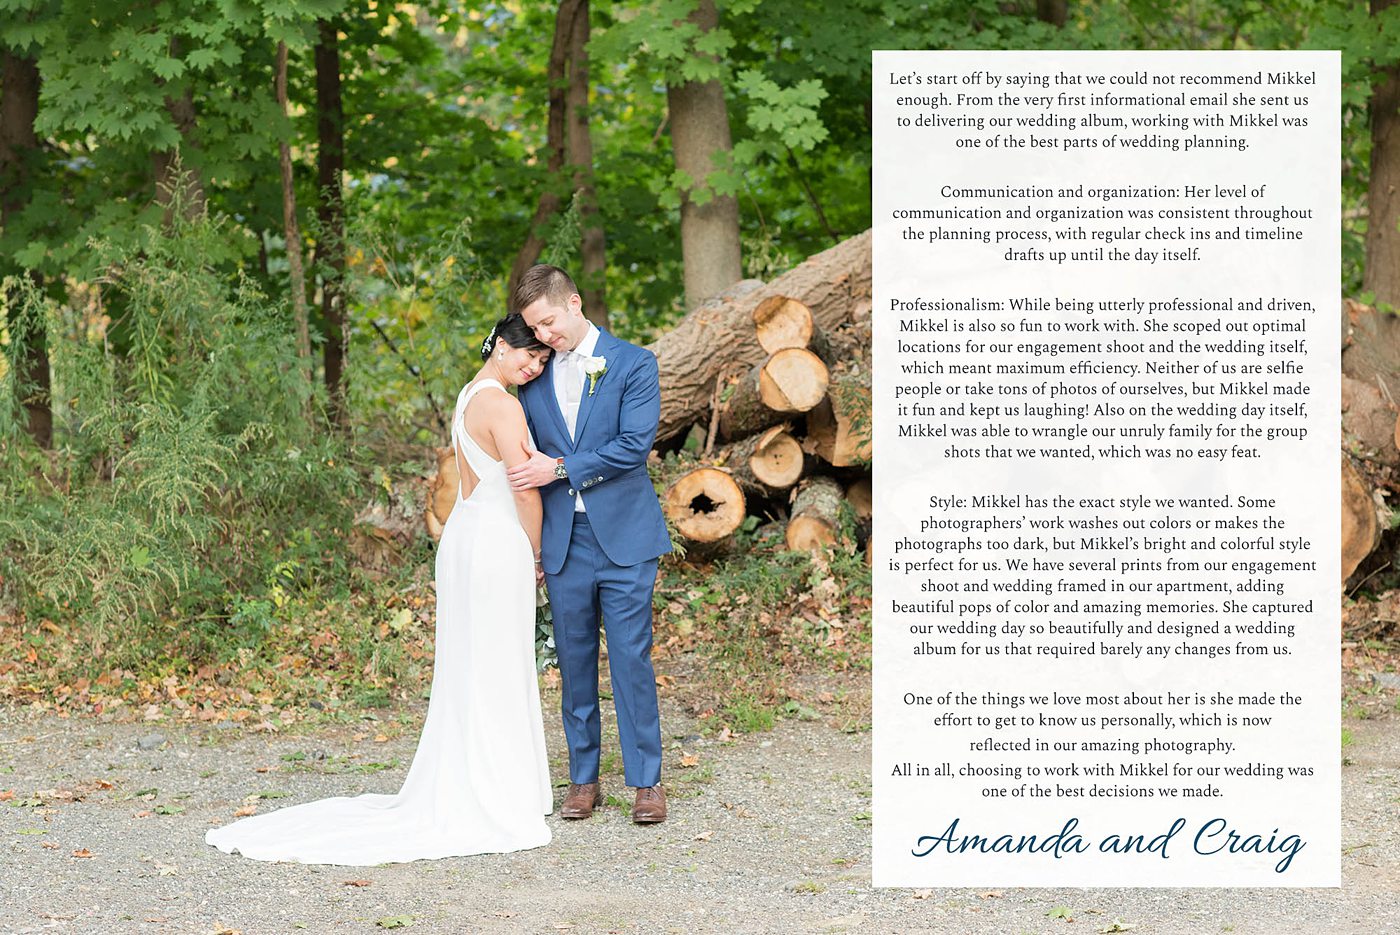 Let’s start off by saying that we could not recommend Mikkel
enough. From the very first informational email she sent us
to delivering our wedding album, working with Mikkel was
one of the best parts of wedding planning.
Communication and organization: Her level of
communication and organization was consistent throughout
the planning process, with regular check ins and timeline
drafts up until the day itself.
Professionalism: While being utterly professional and driven,
Mikkel is also so fun to work with. She scoped out optimal
locations for our engagement shoot and the wedding itself,
which meant maximum efficiency. Neither of us are selfie
people or take tons of photos of ourselves, but Mikkel made
it fun and kept us laughing! Also on the wedding day itself,
Mikkel was able to wrangle our unruly family for the group
shots that we wanted, which was no easy feat.
Style: Mikkel has the exact style we wanted. Some
photographers’ work washes out colors or makes the
photographs too dark, but Mikkel’s bright and colorful style
is perfect for us. We have several prints from our engagement
shoot and wedding framed in our apartment, adding
beautiful pops of color and amazing memories. She captured
our wedding day so beautifully and designed a wedding
album for us that required barely any changes from us.
One of the things we love most about her is she made the
effort to get to know us personally, which is now
reflected in our amazing photography.
All in all, choosing to work with Mikkel for our wedding was
one of the best decisions we made.
Amanda and Craig